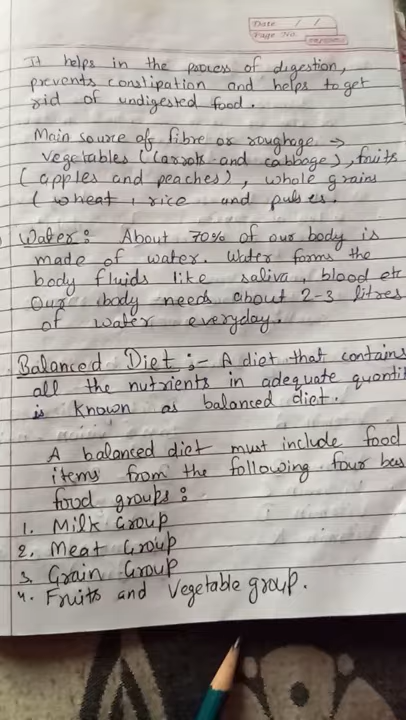 Date / /
Page No.
It helps in the process of digestion,
prevents constipation and helps to get
rid of undigested food.
Main source of fibre or roughage →
Vegetables (carrots and cabbage), fruits
(apples and peaches), whole grains
(wheat, rice and pulses.
Water: About 70% of our body is
made of water. Water forms the
body fluids like saliva, blood etc
Our body needs about 2-3 litres
of water everyday.
Balanced Diet :- A diet that contains
all the nutrients in adequate quantit
is known as balanced diet.
A balanced diet must include food
items from the following four bas
food groups:
1. Milk Group
2. Meat Group
3. Grain Group
4. Fruits and Vegetable group.